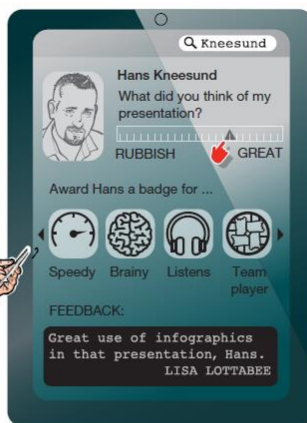 Kneesund
Hans Kneesund
What did you think of my
presentation?
RUBBISH GREAT
Award Hans a badge for ...
Speedy Brainy Listens Team
player
FEEDBACK:
Great use of infographics
in that presentation, Hans.
LISA LOTTABEE